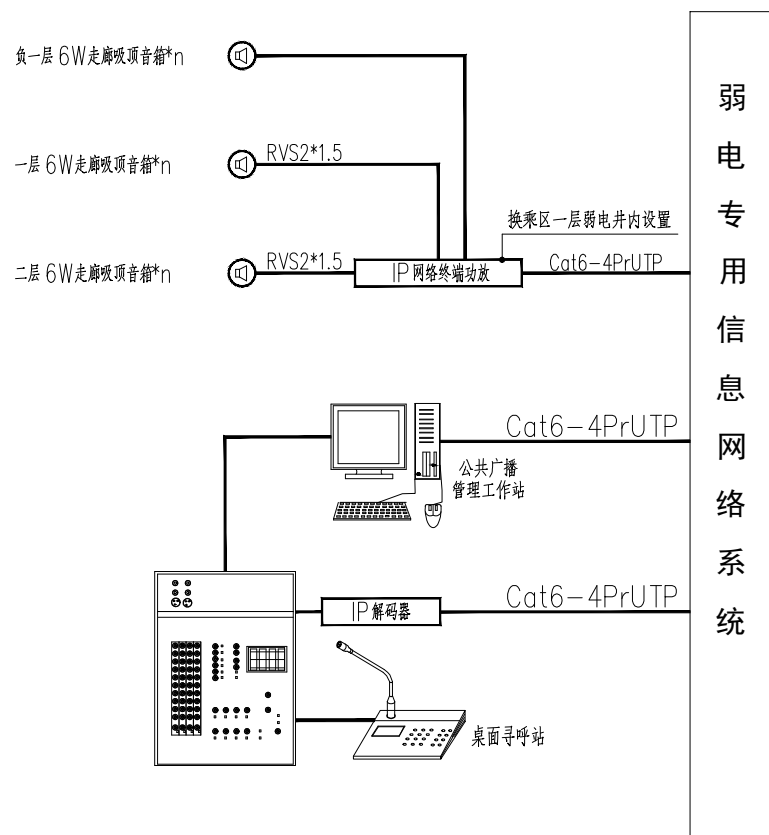 负一层 6W走廊吸顶音箱*n
一层 6W走廊吸顶音箱*n
RVS2*1.5
换乘区一层弱电井内设置
二层 6W走廊吸顶音箱*n
RVS2*1.5
IP网络终端功放
Cat6-4PrUTP
Cat6-4PrUTP
公共广播
管理工作站
IP解码器
Cat6-4PrUTP
桌面寻呼站
弱电专用信息网络系统